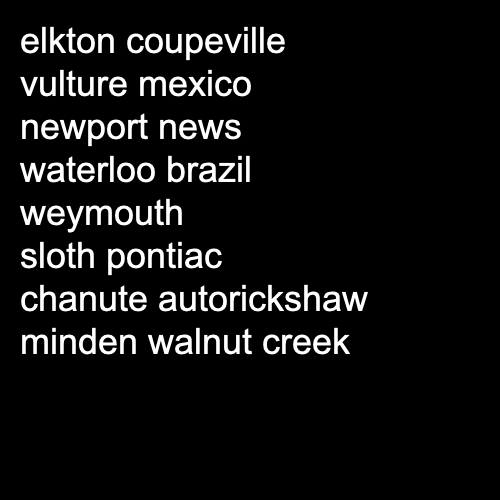 elkton coupeville
vulture mexico
newport news
waterloo brazil
weymouth
sloth pontiac
chanute autorickshaw
minden walnut creek